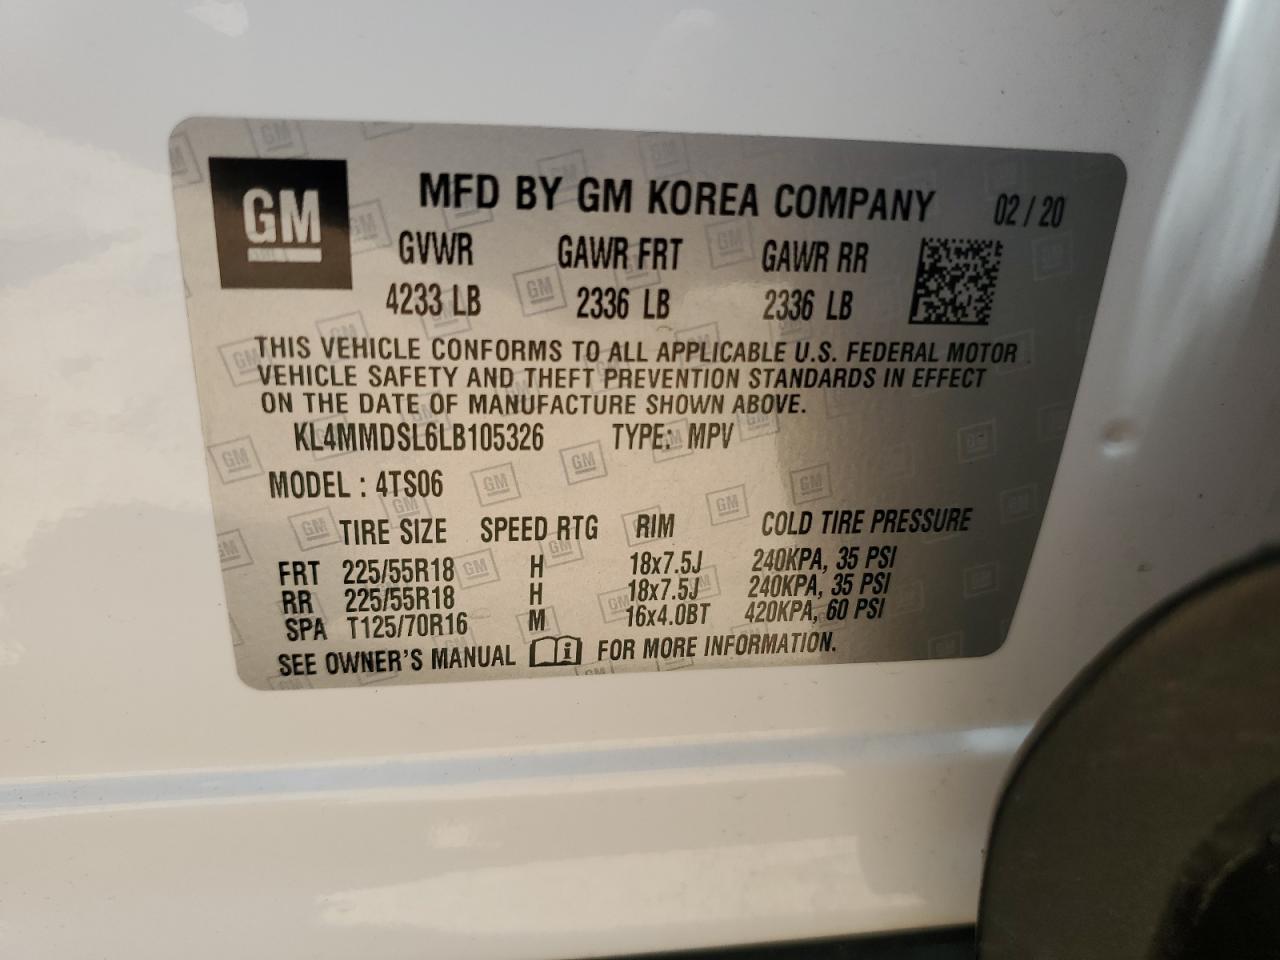 GM
MFD BY GM KOREA COMPANY 02/20
GVWR GAWR FRT GAWR RR
4233 LB 2336 LB 2336 LB
THIS VEHICLE CONFORMS TO ALL APPLICABLE U.S. FEDERAL MOTOR
VEHICLE SAFETY AND THEFT PREVENTION STANDARDS IN EFFECT
ON THE DATE OF MANUFACTURE SHOWN ABOVE.
KL4MMDSL6LB105326 TYPE: MPV
MODEL : 4TS06
TIRE SIZE SPEED RTG RIM COLD TIRE PRESSURE
FRT 225/55R18 H 18x7.5J 240KPA, 35 PSI
RR 225/55R18 H 18x7.5J 240KPA, 35 PSI
SPA T125/70R16 M 16x4.0BT 420KPA, 60 PSI
SEE OWNER'S MANUAL FOR MORE INFORMATION.